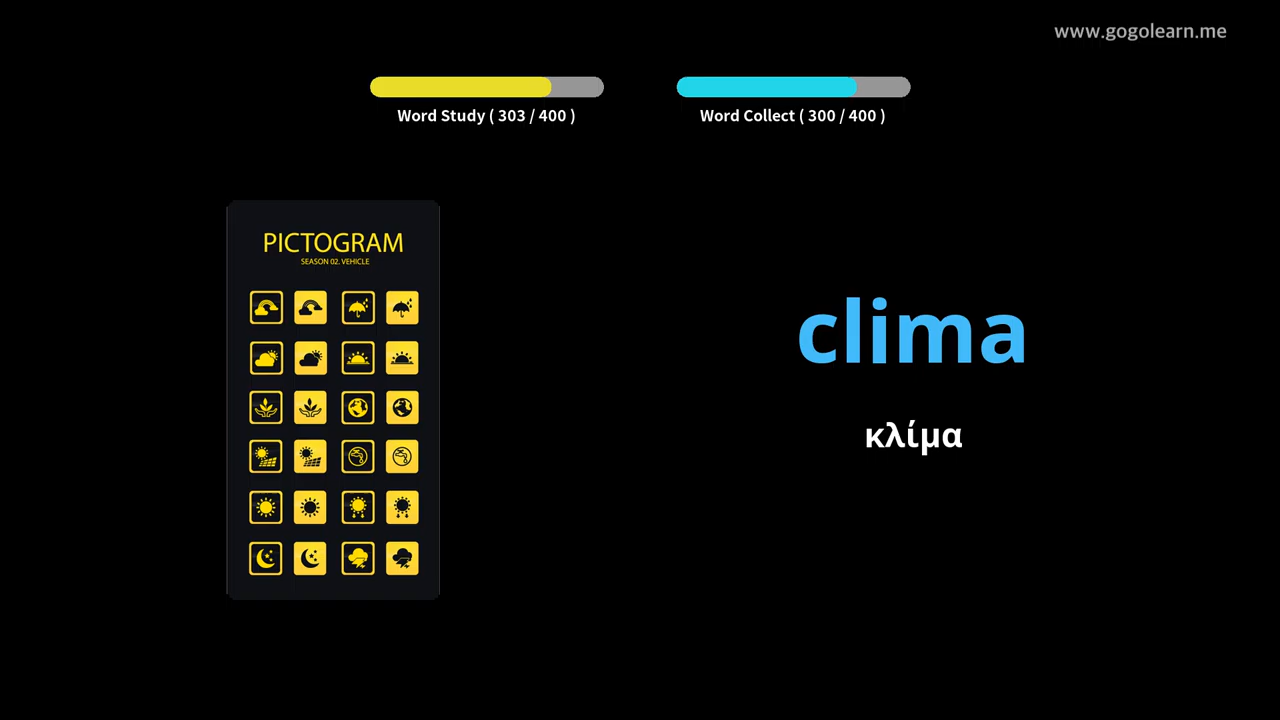 www.gogolearn.me
Word Study ( 303 / 400 )
Word Collect ( 300 / 400 )
PICTOGRAM
SEASON 02. VEHICLE
clima
κλίμα